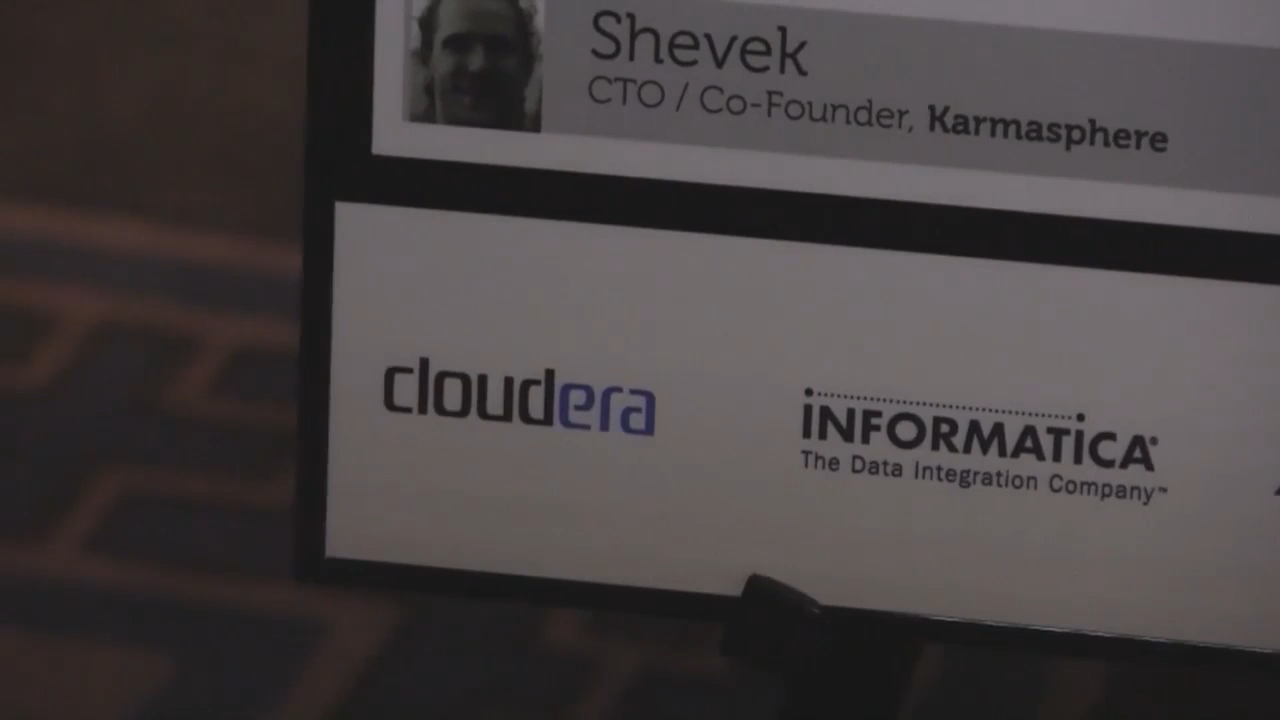 Shevek
CTO / Co-Founder, Karmasphere
cloudera
INFORMATICA®
The Data Integration Company™